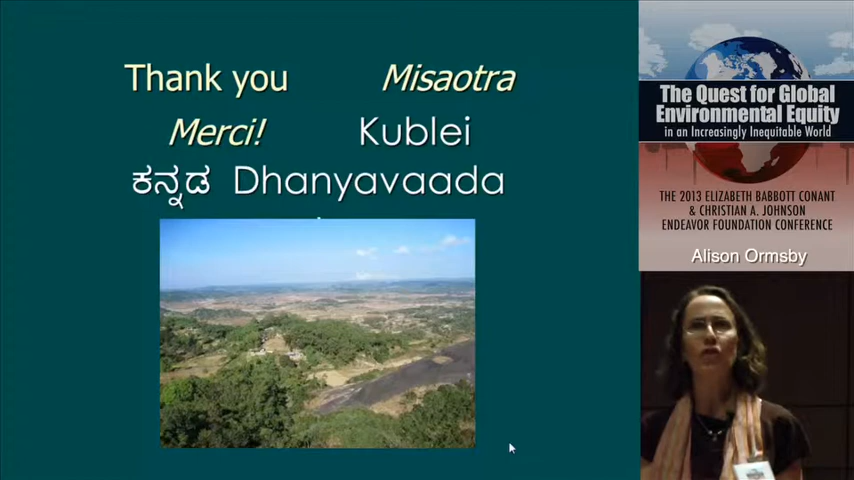 Thank you Misaotra
Merci! Kublei
ಕನ್ನಡ Dhanyavaada
The Quest for Global
Environmental Equity
in an Increasingly Inequitable World
THE 2013 ELIZABETH BABBOTT CONANT
& CHRISTIAN A. JOHNSON
ENDEAVOR FOUNDATION CONFERENCE
Alison Ormsby